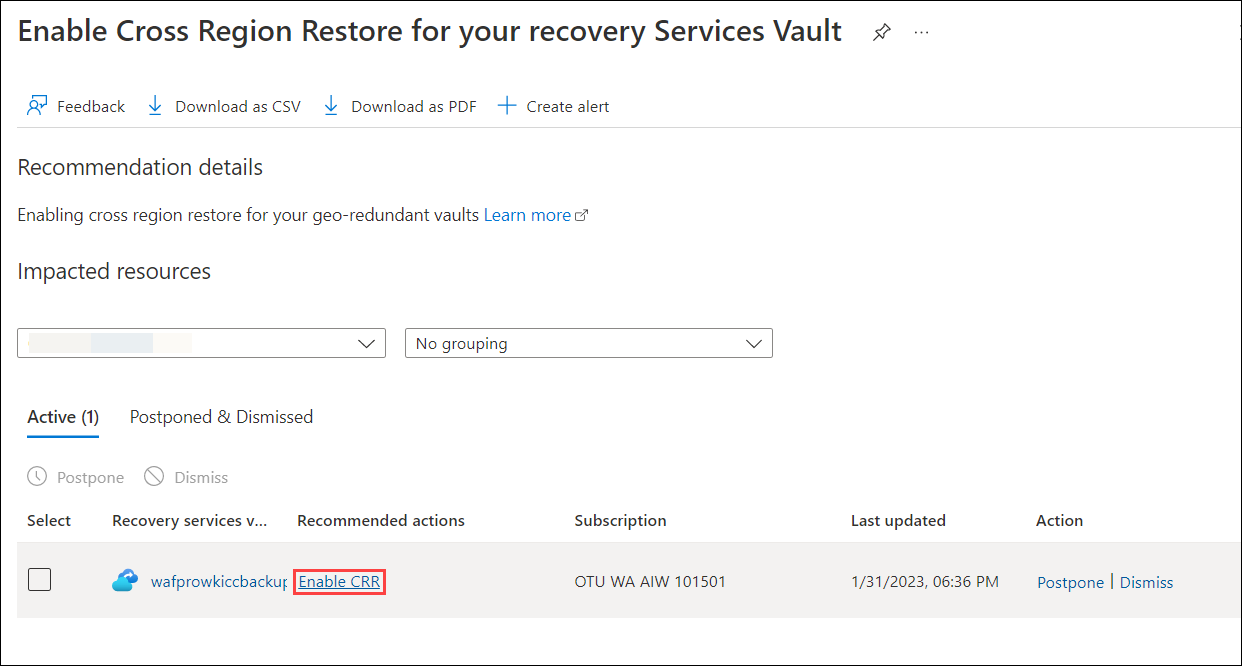 Enable Cross Region Restore for your recovery Services Vault ...
Feedback Download as CSV Download as PDF Create alert
Recommendation details
Enabling cross region restore for your geo-redundant vaults Learn more
Impacted resources
No grouping
Active (1) Postponed & Dismissed
Postpone Dismiss
Select Recovery services v... Recommended actions Subscription Last updated Action
wafprowkiccbackup Enable CRR OTU WA AIW 101501 1/31/2023, 06:36 PM Postpone | Dismiss